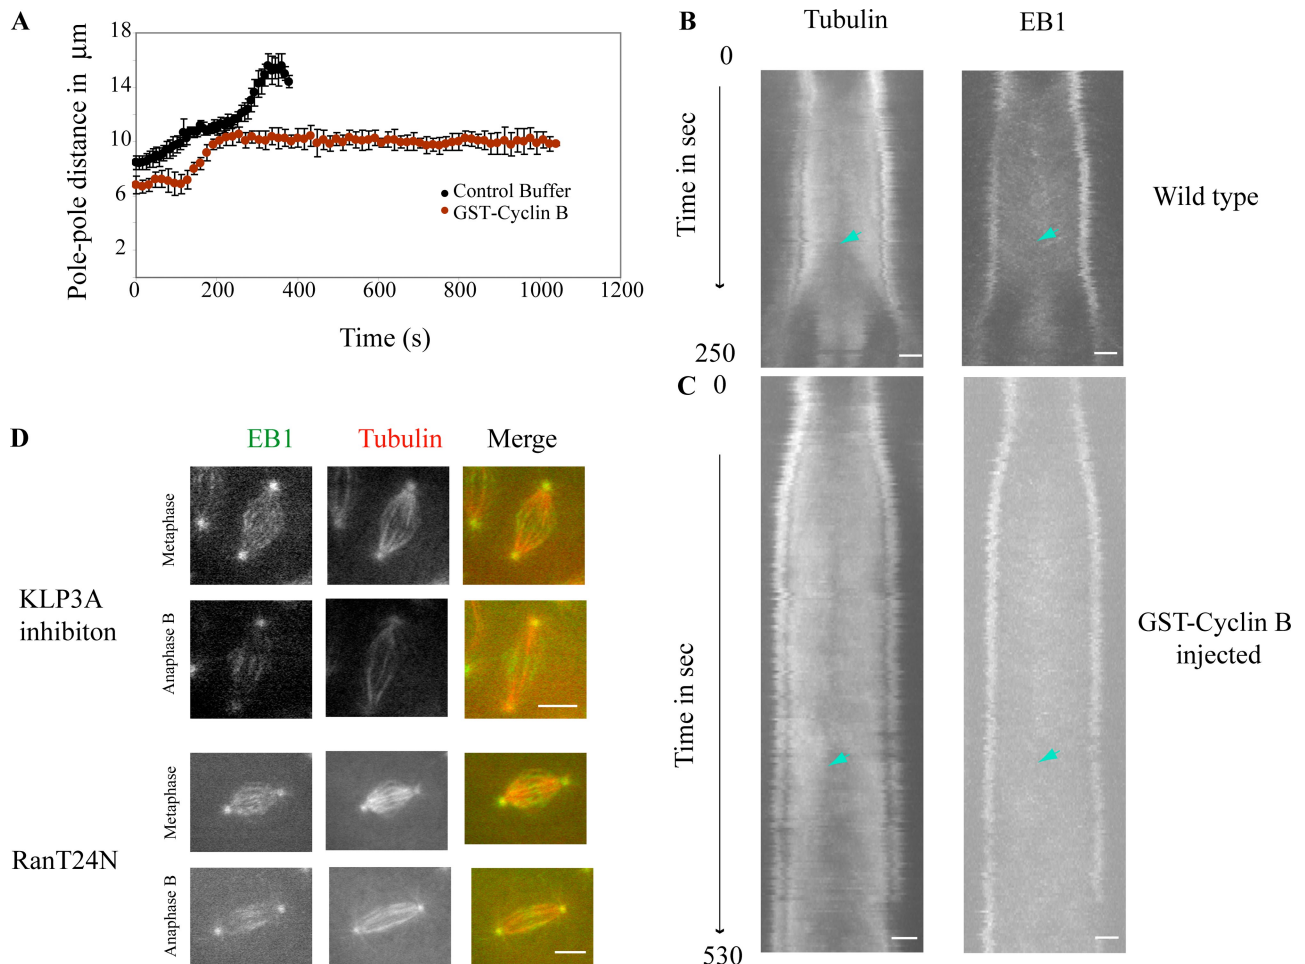 A
Pole-pole distance in μm
18
14
10
6
2
0
200
400
600
800
1000
1200
Time (s)
Control Buffer
GST-Cyclin B
B
Tubulin
EB1
0
Time in sec
250
Wild type
C
0
Time in sec
530
GST-Cyclin B
injected
D
EB1
Tubulin
Merge
KLP3A
inhibiton
Metaphase
Anaphase B
RanT24N
Metaphase
Anaphase B